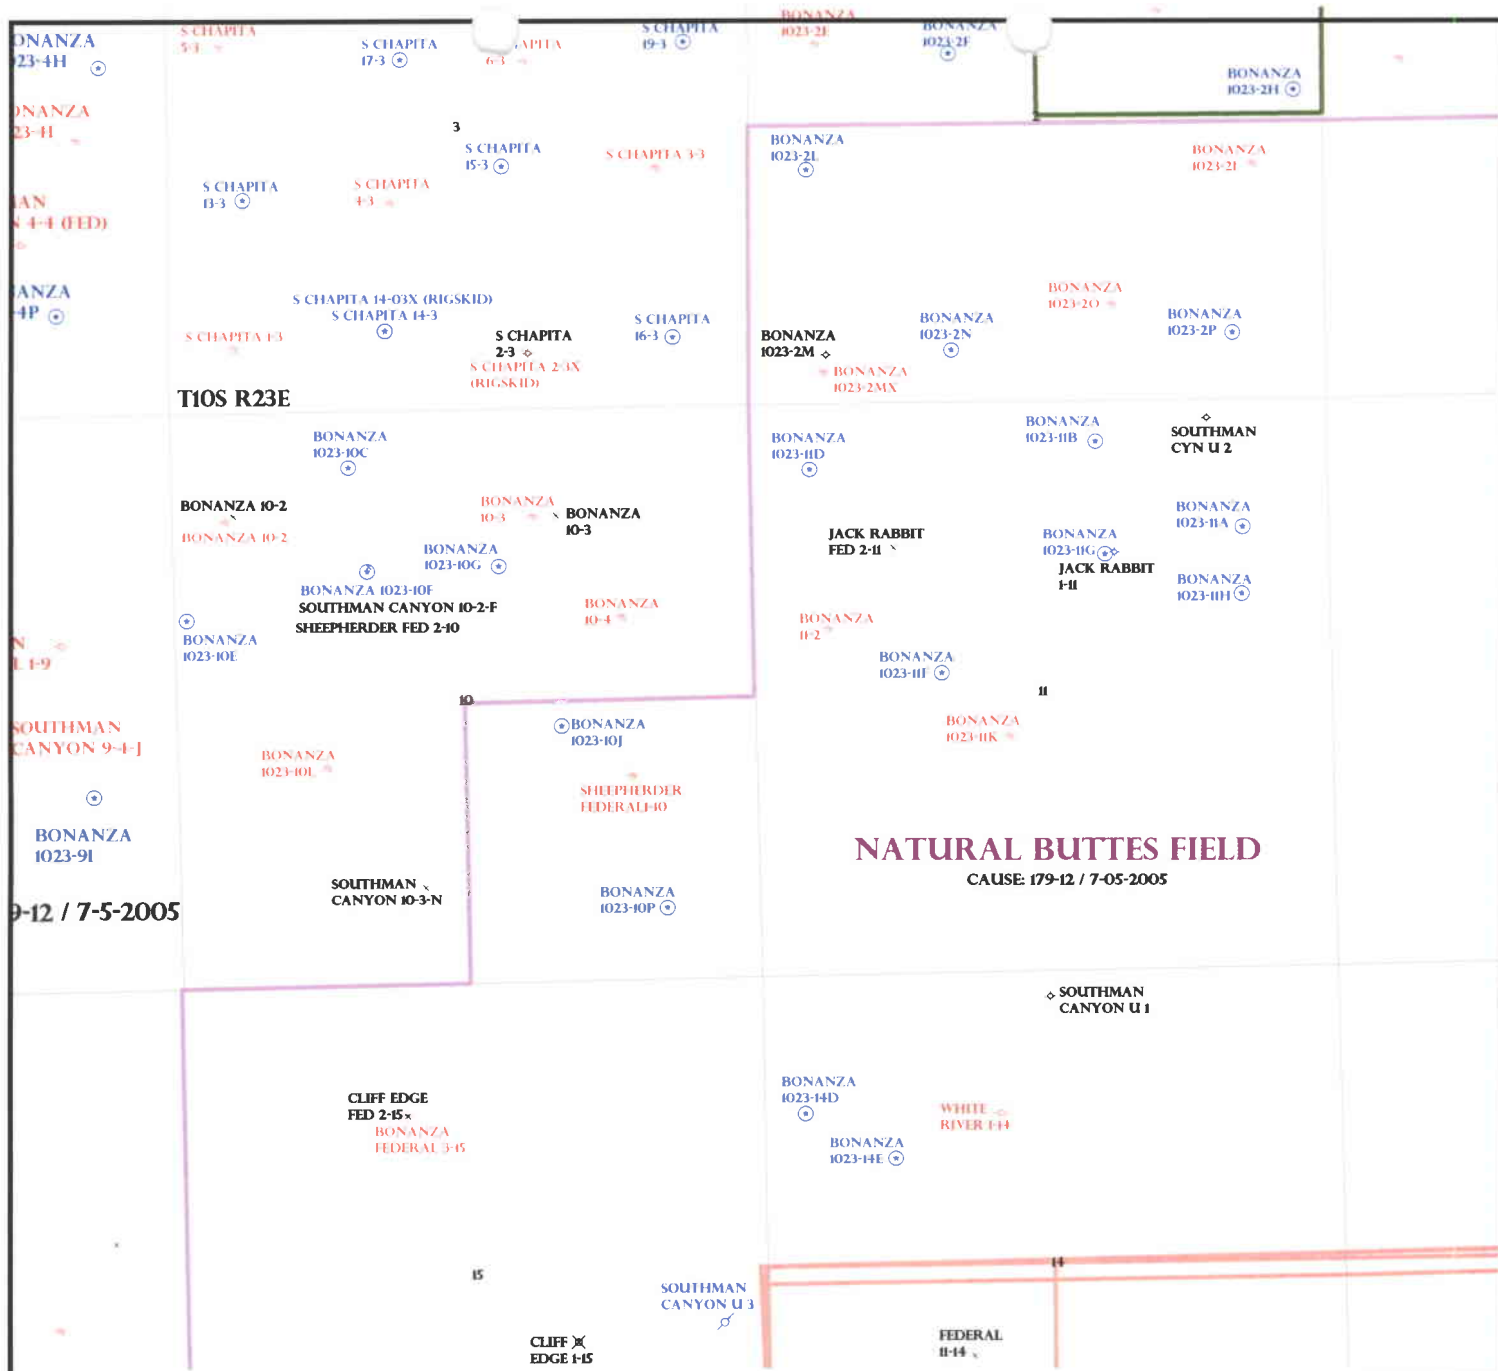 S CHAPITA
5-3
S CHAPITA
17-3
6-3
S CHAPITA
19-3
BONANZA
1023-2E
BONANZA
1023-2F
BONANZA
1023-2H
3
S CHAPITA
15-3
S CHAPITA 3-3
S CHAPITA
13-3
S CHAPITA
4-3
2
BONANZA
1023-2L
BONANZA
1023-2I
4-4 (FED)
S CHAPITA 14-03X (RIGSKID)
S CHAPITA 14-3
S CHAPITA 1-3
S CHAPITA
2-3
S CHAPITA 2-3X
(RIGSKID)
S CHAPITA
16-3
BONANZA
1023-2M
BONANZA
1023-2MX
BONANZA
1023-2N
BONANZA
1023-2O
BONANZA
1023-2P
T10S R23E
BONANZA
1023-10C
BONANZA 10-2
BONANZA 10-2
BONANZA
10-3
BONANZA
10-3
BONANZA
1023-10G
BONANZA 1023-10F
SOUTHMAN CANYON 10-2-F
SHEEPHERDER FED 2-10
BONANZA
10-4
BONANZA
1023-10E
BONANZA
1023-11D
BONANZA
1023-11B
SOUTHMAN
CYN U 2
BONANZA
1023-11A
JACK RABBIT
FED 2-11
BONANZA
1023-11G
JACK RABBIT
1-11
BONANZA
1023-11H
BONANZA
11-2
BONANZA
1023-11F
11
BONANZA
1023-11K
1-9
10
SOUTHMAN
CANYON 9-4-J
BONANZA
1023-10L
BONANZA
1023-10J
SHEEPHERDER
FEDERAL1-10
BONANZA
1023-9I
SOUTHMAN
CANYON 10-3-N
BONANZA
1023-10P
NATURAL BUTTES FIELD
CAUSE: 179-12 / 7-05-2005
9-12 / 7-5-2005
SOUTHMAN
CANYON U 1
CLIFF EDGE
FED 2-15
BONANZA
FEDERAL 3-15
BONANZA
1023-14D
WHITE
RIVER 1-14
BONANZA
1023-14E
15
14
SOUTHMAN
CANYON U 3
CLIFF
EDGE 1-15
FEDERAL
11-14